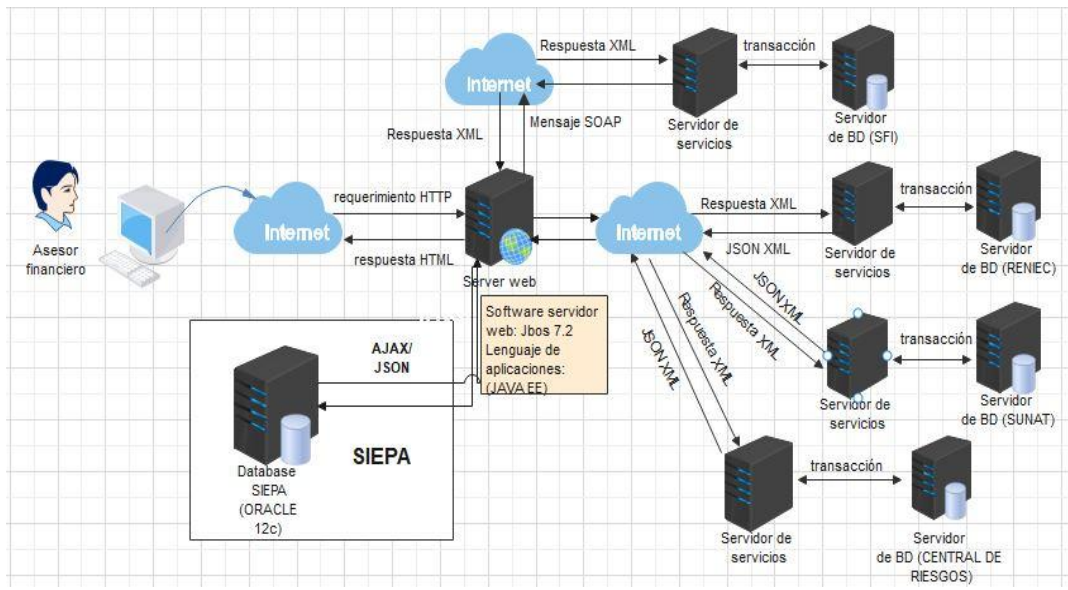 Respuesta XML
transacción
Internet
Respuesta XML
Mensaje SOAP
Servidor de
servicios
Servidor
de BD (SFI)
requerimiento HTTP
Internet
respuesta HTML
Asesor
financiero
Server web
Respuesta XML
transacción
Internet
JSON XML
Servidor de
servicios
Servidor
de BD (RENIEC)
JSON XML
Respuesta XML
Respuesta XML
JSON XML
transacción
Servidor de
servicios
Servidor
de BD (SUNAT)
Software servidor
web: Jbos 7.2
Lenguaje de
aplicaciones:
(JAVA EE)
AJAX/
JSON
SIEPA
Database
SIEPA
(ORACLE
12c)
transacción
Servidor de
servicios
Servidor
de BD (CENTRAL DE
RIESGOS)